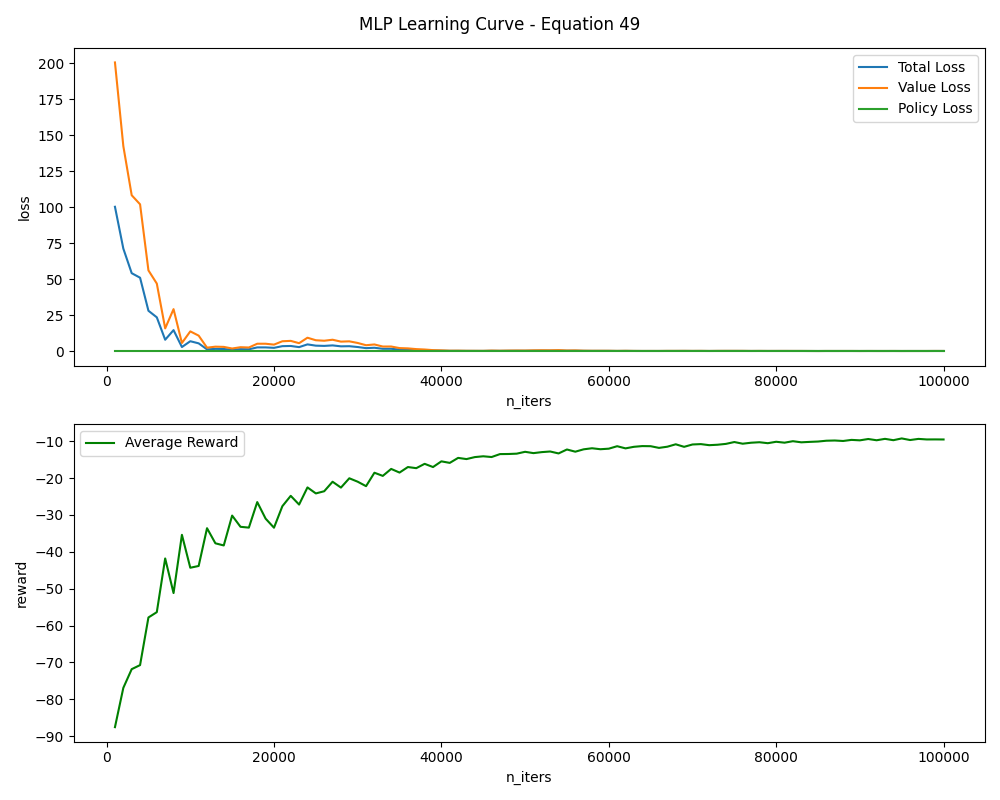 MLP Learning Curve - Equation 49
200
175
150
125
100
75
50
25
0
loss
Total Loss
Value Loss
Policy Loss
0 20000 40000 60000 80000 100000
n_iters
−10
−20
−30
−40
−50
−60
−70
−80
−90
reward
Average Reward
0 20000 40000 60000 80000 100000
n_iters